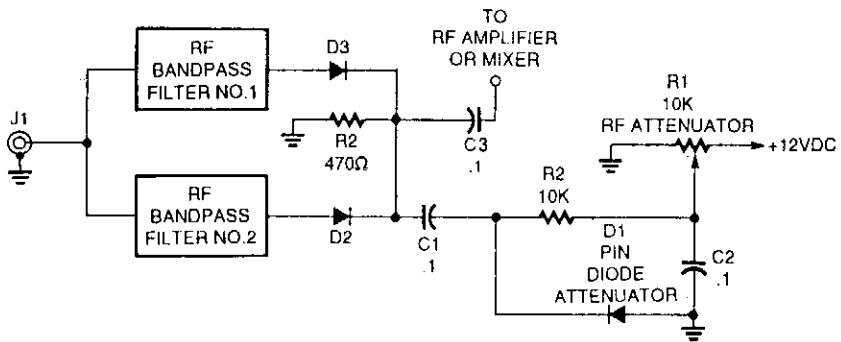 TO
RF AMPLIFIER
OR MIXER
RF
BANDPASS
FILTER NO.1
D3
J1
R2
470Ω
C3
.1
R1
10K
RF ATTENUATOR
+12VDC
RF
BANDPASS
FILTER NO.2
D2
C1
.1
R2
10K
D1
PIN
DIODE
ATTENUATOR
C2
.1